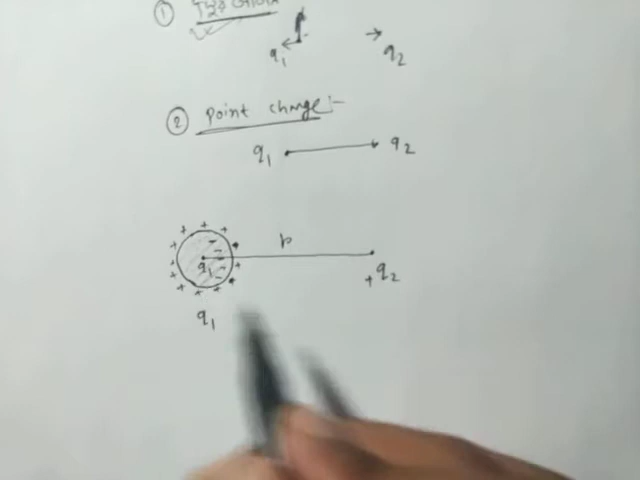 ①
q₁ q₂
② point charge :-
q₁ q₂
r
q₁ + q₂
q₁